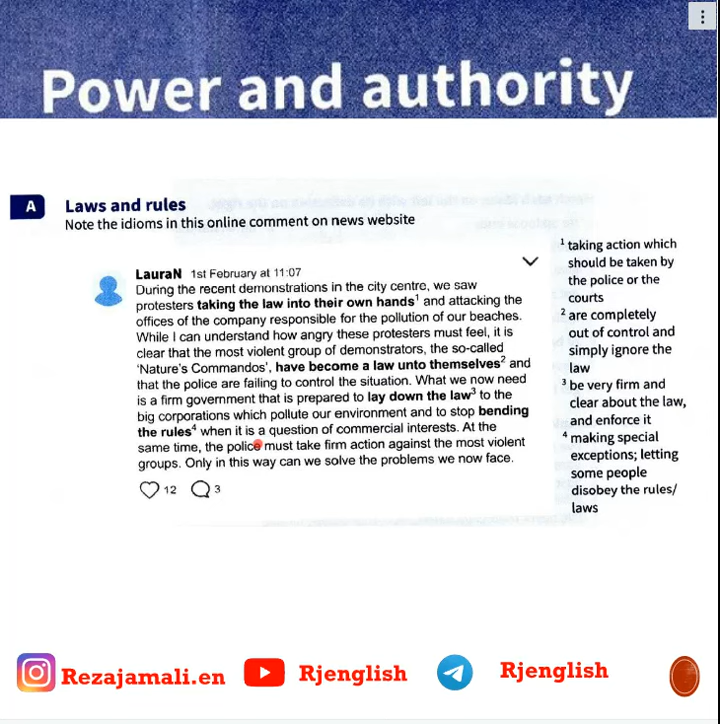 Power and authority
A
Laws and rules
Note the idioms in this online comment on news website
LauraN 1st February at 11:07
During the recent demonstrations in the city centre, we saw
protesters taking the law into their own hands¹ and attacking the
offices of the company responsible for the pollution of our beaches.
While I can understand how angry these protesters must feel, it is
clear that the most violent group of demonstrators, the so-called
‘Nature's Commandos’, have become a law unto themselves² and
that the police are failing to control the situation. What we now need
is a firm government that is prepared to lay down the law³ to the
big corporations which pollute our environment and to stop bending
the rules⁴ when it is a question of commercial interests. At the
same time, the police must take firm action against the most violent
groups. Only in this way can we solve the problems we now face.
12 3
¹ taking action which
should be taken by
the police or the
courts
² are completely
out of control and
simply ignore the
law
³ be very firm and
clear about the law,
and enforce it
⁴ making special
exceptions; letting
some people
disobey the rules/
laws
Rezajamali.en Rjenglish Rjenglish